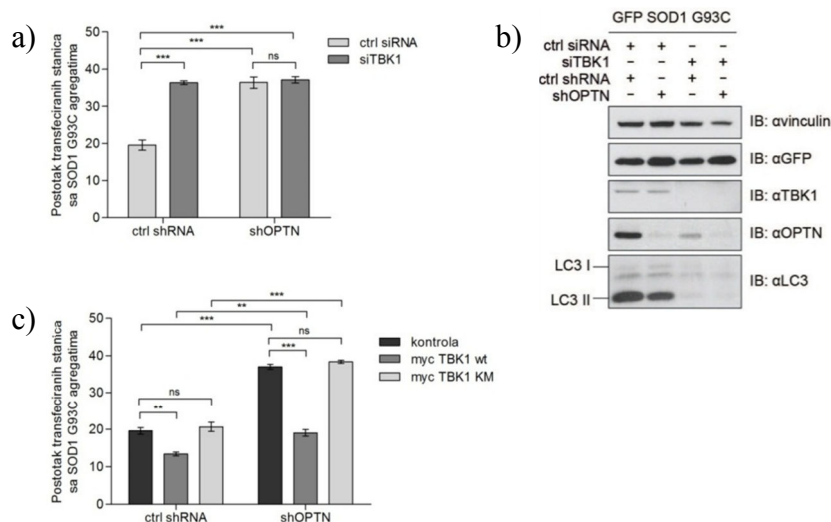 a)
Postotak transfeciranih stanica
sa SOD1 G93C agregatima
50
40
30
20
10
0
***
***
***
ns
ctrl siRNA
siTBK1
ctrl shRNA
shOPTN
b)
GFP SOD1 G93C
ctrl siRNA + + - -
siTBK1 - - + +
ctrl shRNA + - + -
shOPTN - + - +
IB: αvinculin
IB: αGFP
IB: αTBK1
IB: αOPTN
LC3 I
LC3 II
IB: αLC3
c)
Postotak transfeciranih stanica
sa SOD1 G93C agregatima
50
40
30
20
10
0
***
**
***
ns
***
ns
**
kontrola
myc TBK1 wt
myc TBK1 KM
ctrl shRNA
shOPTN